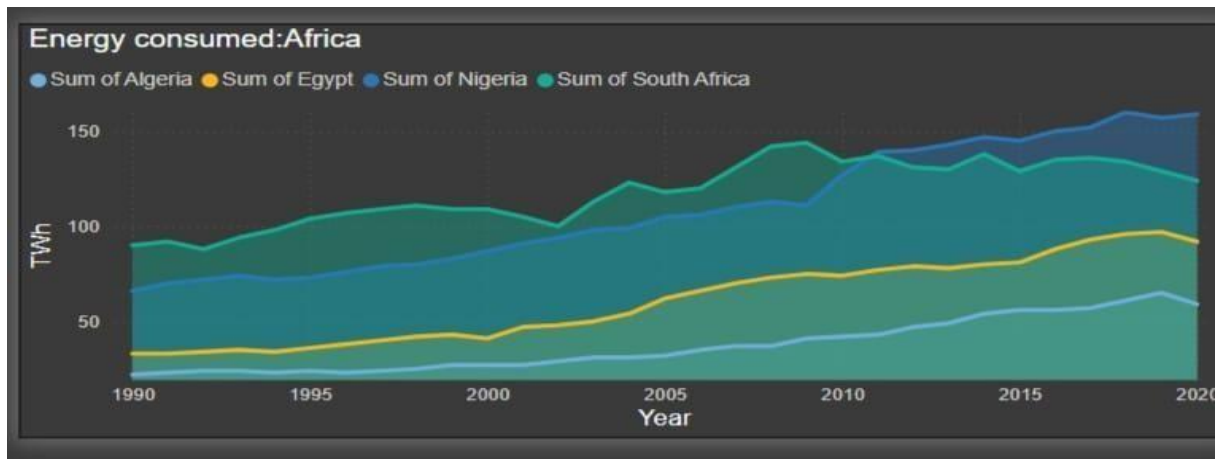 Energy consumed:Africa
Sum of Algeria Sum of Egypt Sum of Nigeria Sum of South Africa
150
100
50
TWh
1990 1995 2000 2005 2010 2015 2020
Year